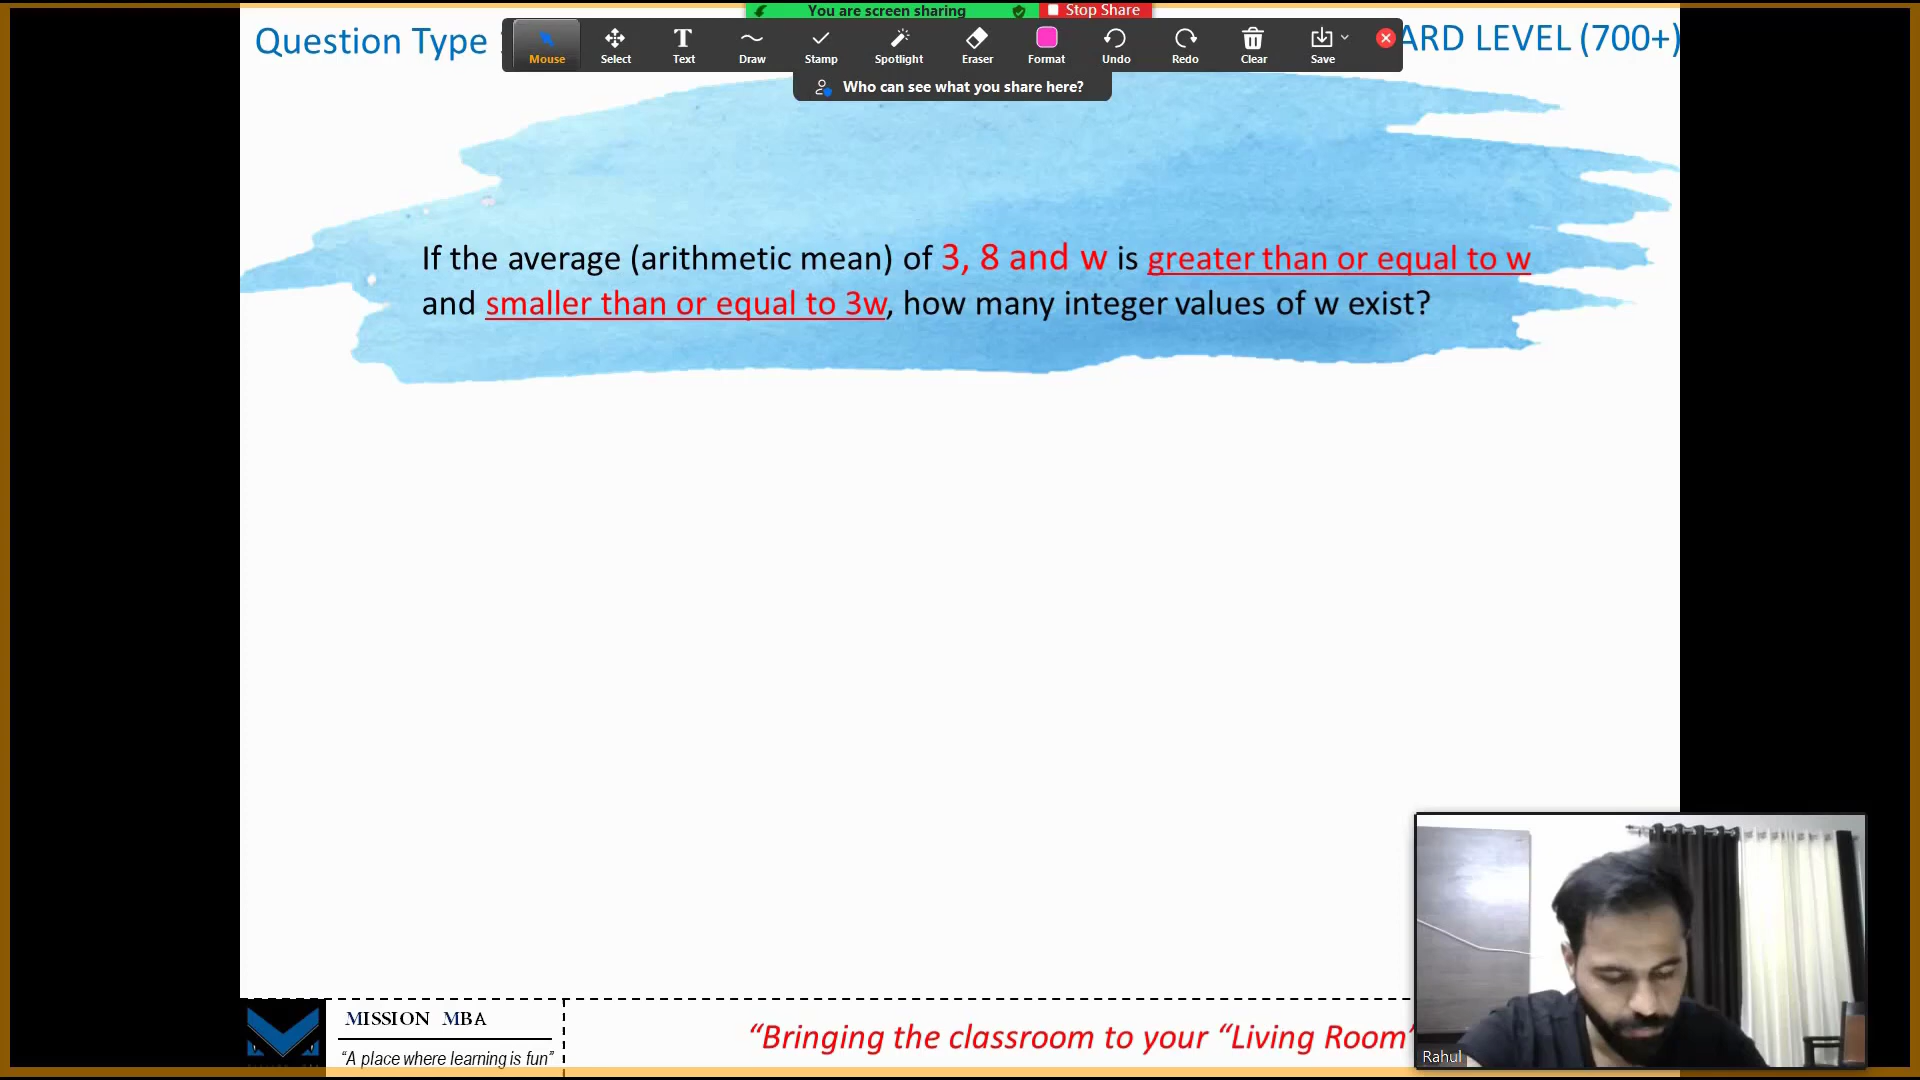 You are screen sharing
Stop Share
Question Type
ARD LEVEL (700+)
Mouse
Select
Text
Draw
Stamp
Spotlight
Eraser
Format
Undo
Redo
Clear
Save
Who can see what you share here?
If the average (arithmetic mean) of 3, 8 and w is greater than or equal to w
and smaller than or equal to 3w, how many integer values of w exist?
MISSION MBA
“A place where learning is fun”
“Bringing the classroom to your “Living Room”
Rahul